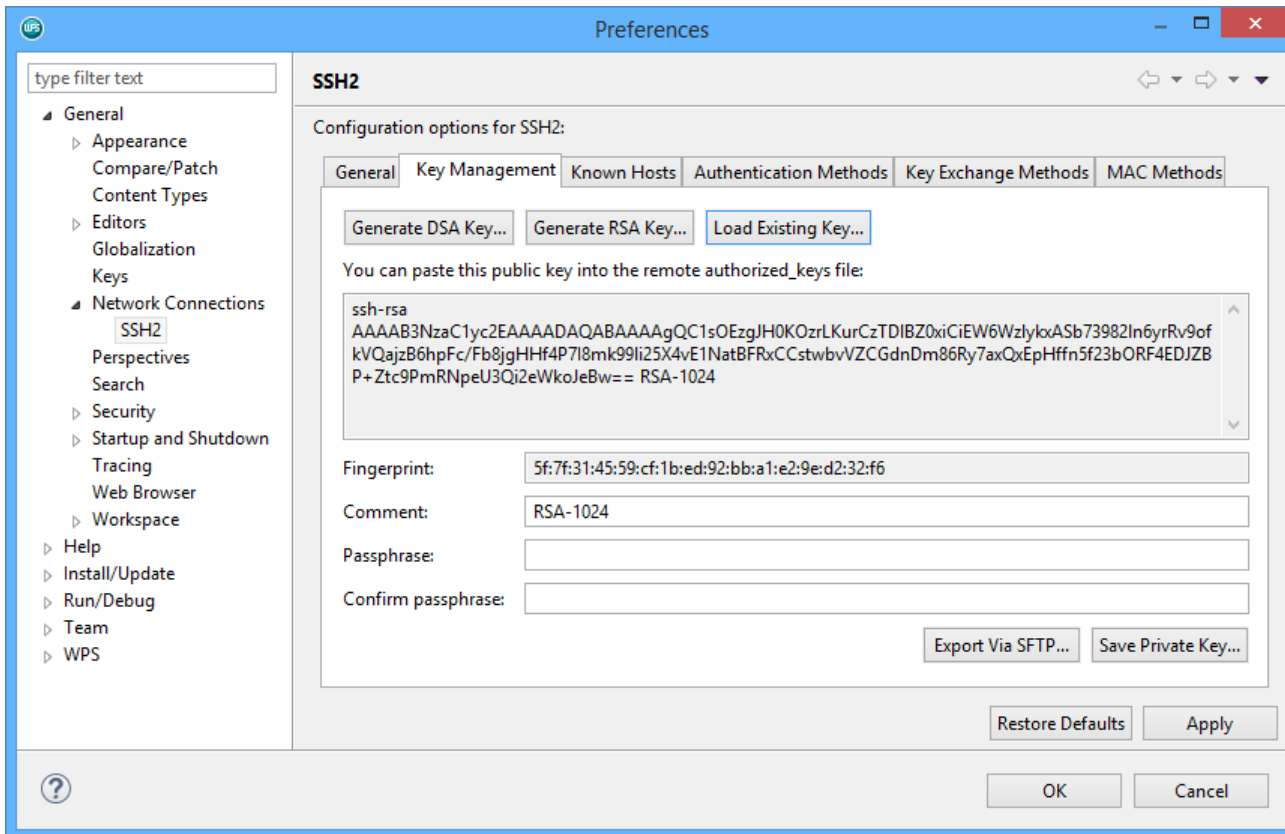 WPS
Preferences
type filter text
General
Appearance
Compare/Patch
Content Types
Editors
Globalization
Keys
Network Connections
SSH2
Perspectives
Search
Security
Startup and Shutdown
Tracing
Web Browser
Workspace
Help
Install/Update
Run/Debug
Team
WPS
SSH2
Configuration options for SSH2:
General Key Management Known Hosts Authentication Methods Key Exchange Methods MAC Methods
Generate DSA Key... Generate RSA Key... Load Existing Key...
You can paste this public key into the remote authorized_keys file:
ssh-rsa
AAAAB3NzaC1yc2EAAAADAQABAAAAgQC1sOEzgJH0KOzrLKurCzTDIBZ0xiCiEW6WzlykxASb73982In6yrRv9of
kVQajzB6hpFc/Fb8jgHHf4P7I8mk99Ii25X4vE1NatBFRxCCstwbvVZCGdnDm86Ry7axQxEpHffn5f23bORF4EDJZB
P+Ztc9PmRNpeU3Qi2eWkoJeBw== RSA-1024
Fingerprint: 5f:7f:31:45:59:cf:1b:ed:92:bb:a1:e2:9e:d2:32:f6
Comment: RSA-1024
Passphrase:
Confirm passphrase:
Export Via SFTP... Save Private Key...
Restore Defaults Apply
OK Cancel